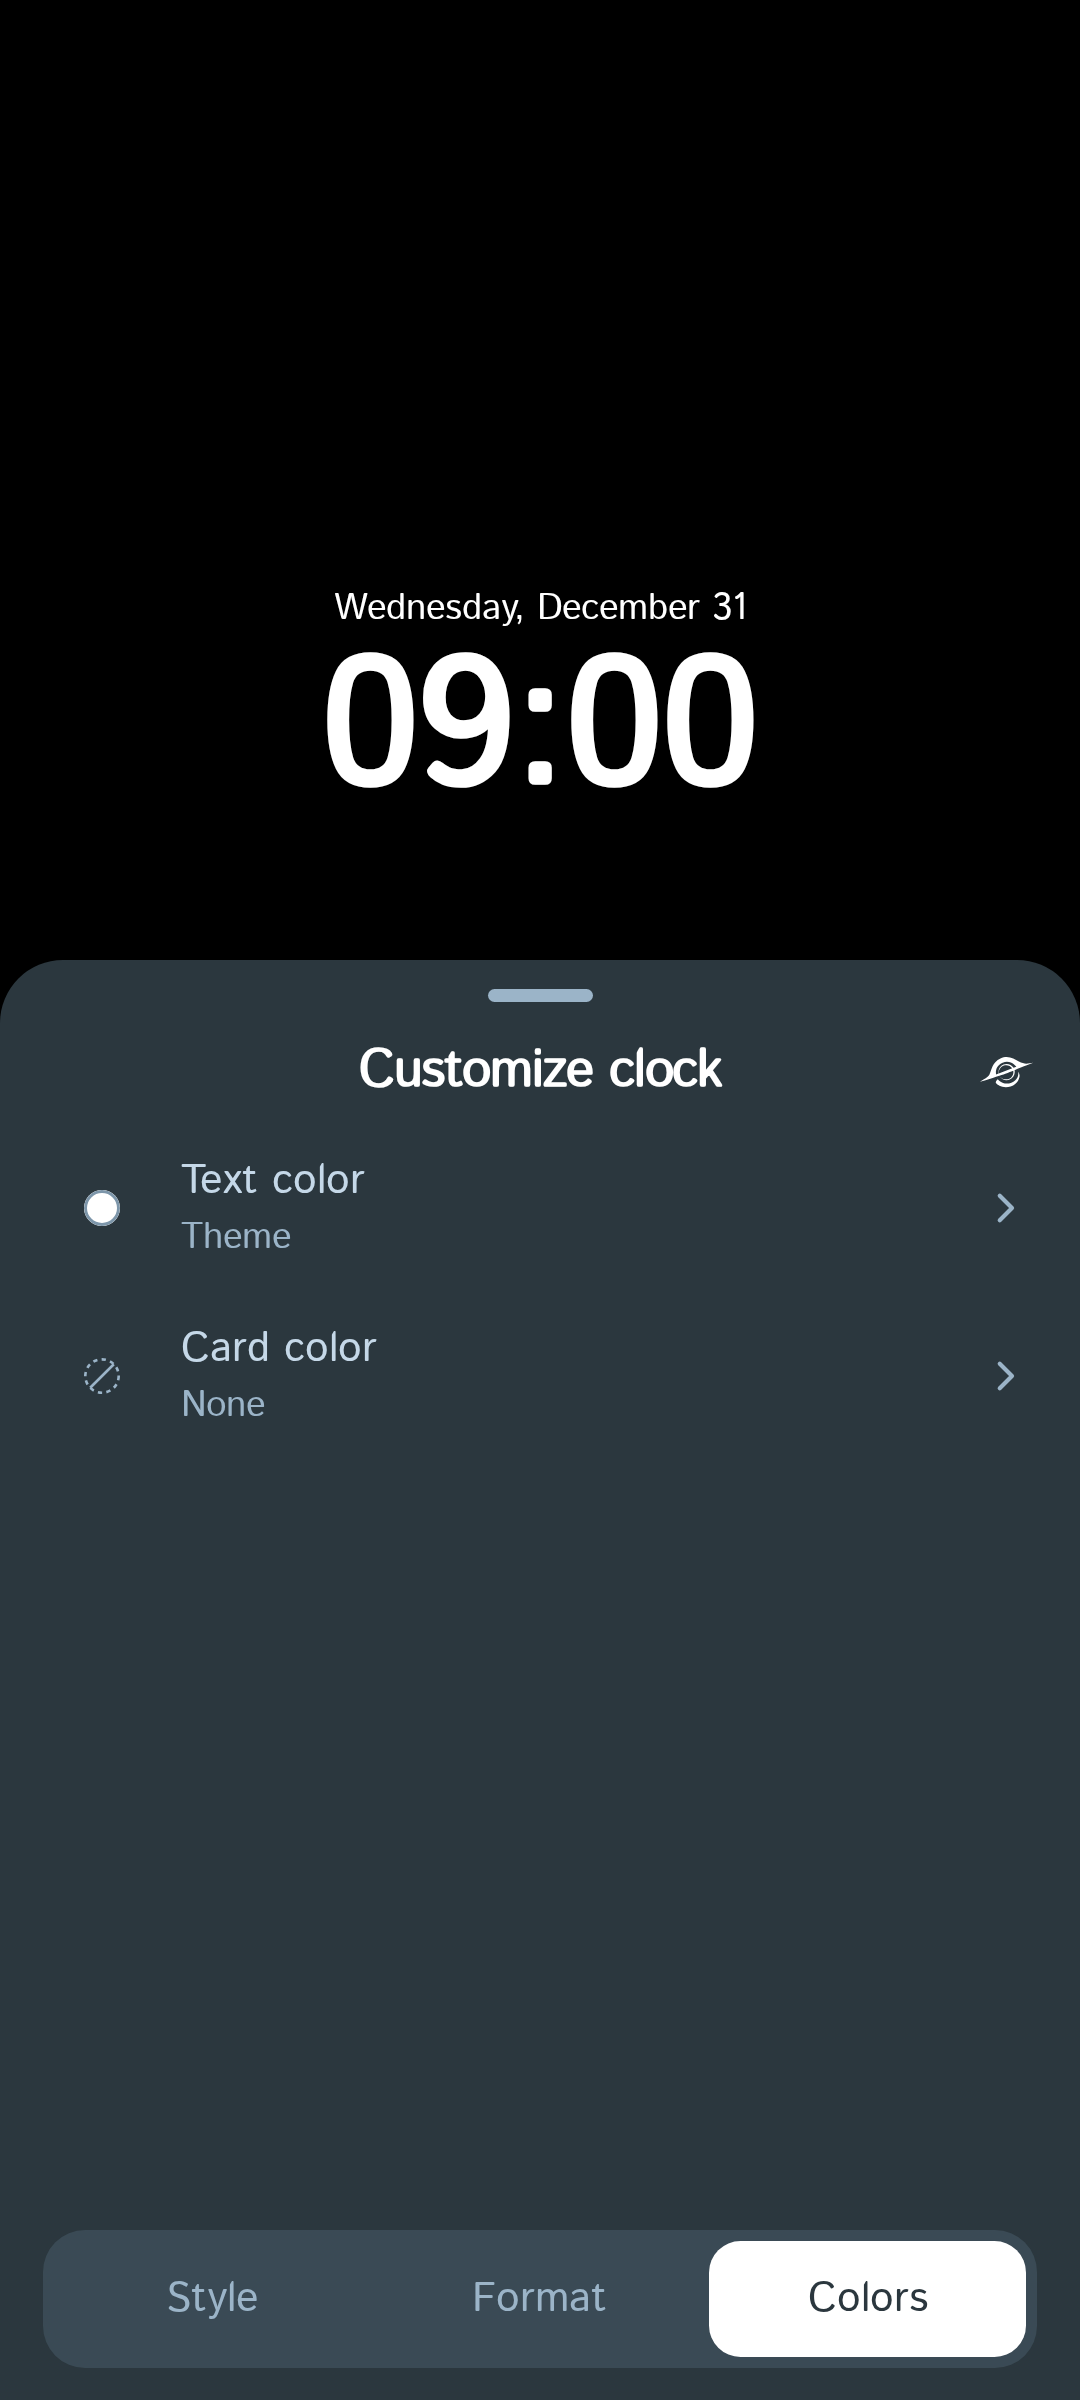 Wednesday, December 31
09:00
Customize clock
Text color
Theme
Card color
None
Style
Format
Colors